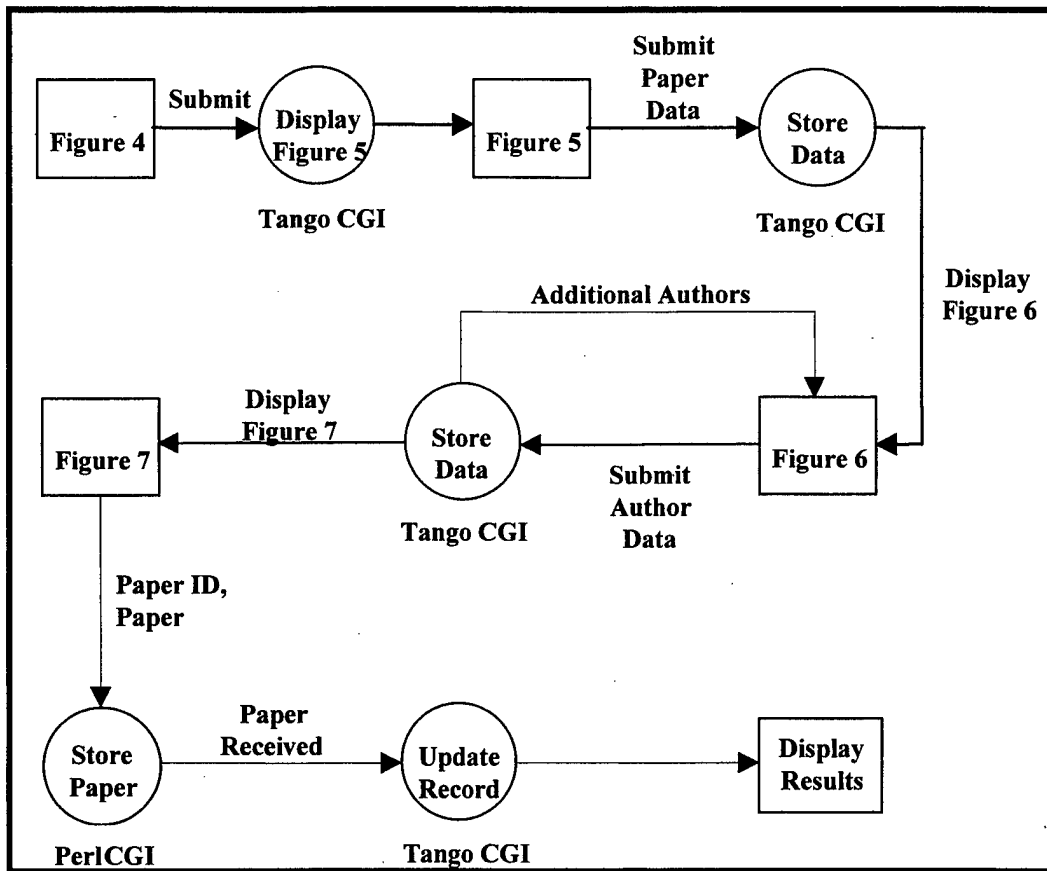 Submit
Paper
Data
Submit
Figure 4
Display
Figure 5
Figure 5
Store
Data
Tango CGI
Tango CGI
Display
Figure 6
Additional Authors
Display
Figure 7
Figure 7
Store
Data
Figure 6
Submit
Author
Data
Tango CGI
Paper ID,
Paper
Paper
Received
Store
Paper
Update
Record
Display
Results
PerlCGI
Tango CGI